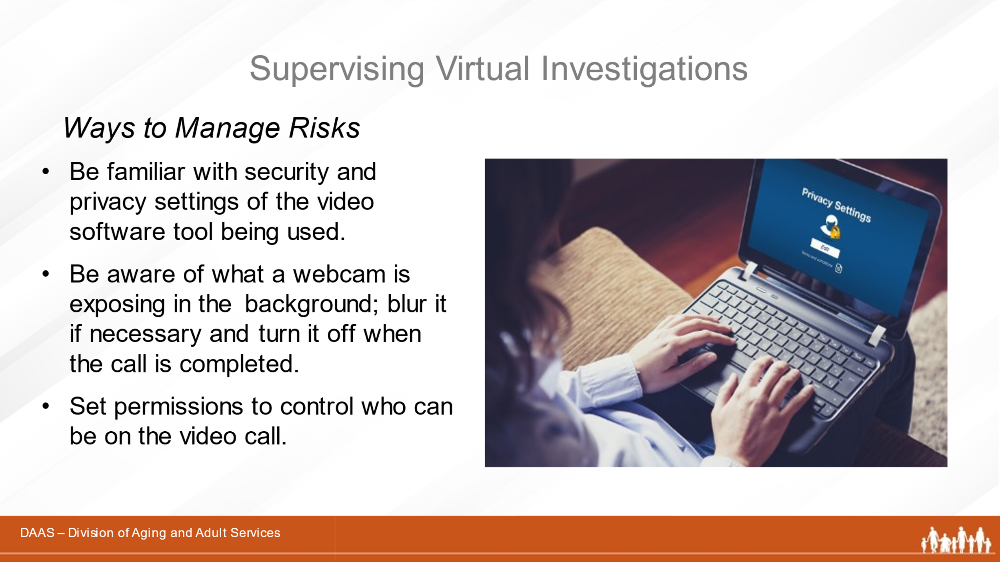 Supervising Virtual Investigations
Ways to Manage Risks
• Be familiar with security and
privacy settings of the video
software tool being used.
• Be aware of what a webcam is
exposing in the  background; blur it
if necessary and turn it off when
the call is completed.
• Set permissions to control who can
be on the video call.
Privacy Settings
Edit
DAAS – Division of Aging and Adult Services